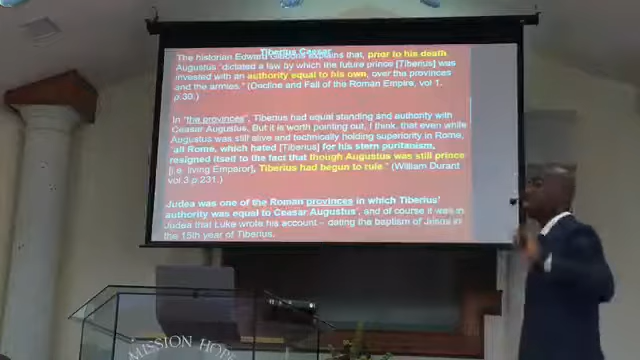 Tiberius Caesar
The historian Edward Gibbons explains that, prior to his death
Augustus "dictated a law by which the future prince [Tiberius] was
invested with an authority equal to his own, over the provinces
and the armies." (Decline and Fall of the Roman Empire, vol 1.
p.30.)
In "the provinces", Tiberius had equal standing and authority with
Ceasar Augustus. But it is worth pointing out, I think, that even while
Augustus was still alive and technically holding superiority in Rome,
"all Rome, which hated [Tiberius] for his stern puritanism,
resigned itself to the fact that though Augustus was still prince
[i.e. living Emperor], Tiberius had begun to rule." (William Durant
vol 3 p.231.)
Judea was one of the Roman provinces in which Tiberius'
authority was equal to Ceasar Augustus', and of course it was in
Judea that Luke wrote his account – dating the baptism of Jesus in
the 15th year of Tiberius.
MISSION HOPE